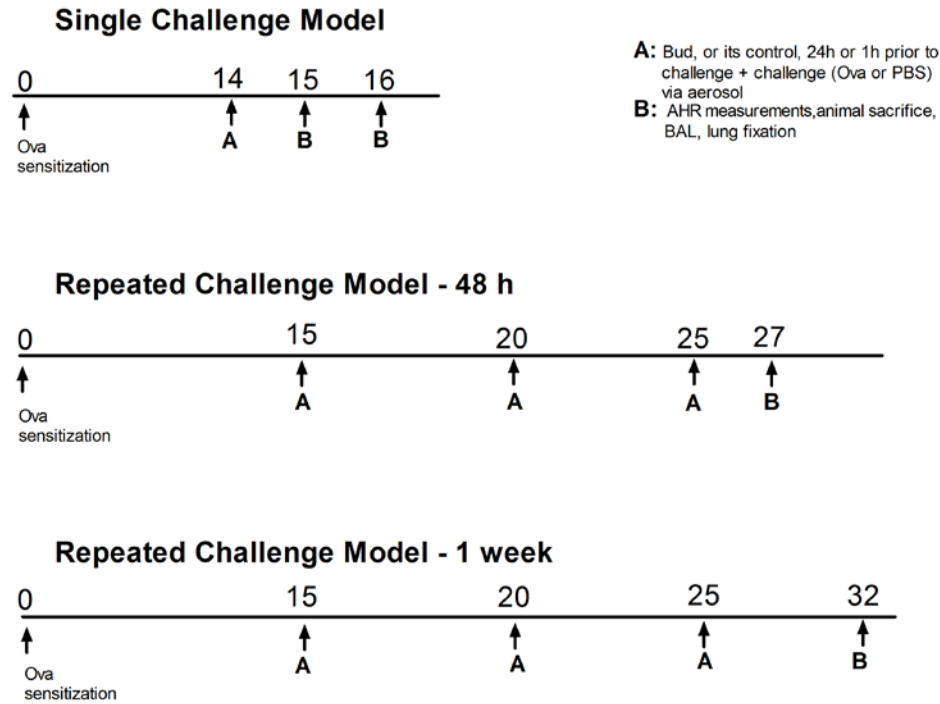 Single Challenge Model
A: Bud, or its control, 24h or 1h prior to
challenge + challenge (Ova or PBS)
via aerosol
B: AHR measurements,animal sacrifice,
BAL, lung fixation
0 14 15 16
Ova
sensitization
A B B
Repeated Challenge Model - 48 h
0 15 20 25 27
A A A B
Ova
sensitization
Repeated Challenge Model - 1 week
0 15 20 25 32
A A A B
Ova
sensitization